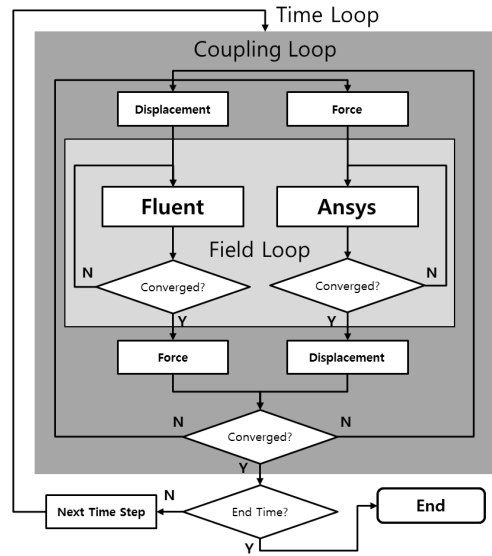 Time Loop
Coupling Loop
Displacement
Force
Fluent
Ansys
Field Loop
N
Converged?
Converged?
N
Y
Y
Force
Displacement
N
Converged?
N
Y
Next Time Step
N
End Time?
End
Y